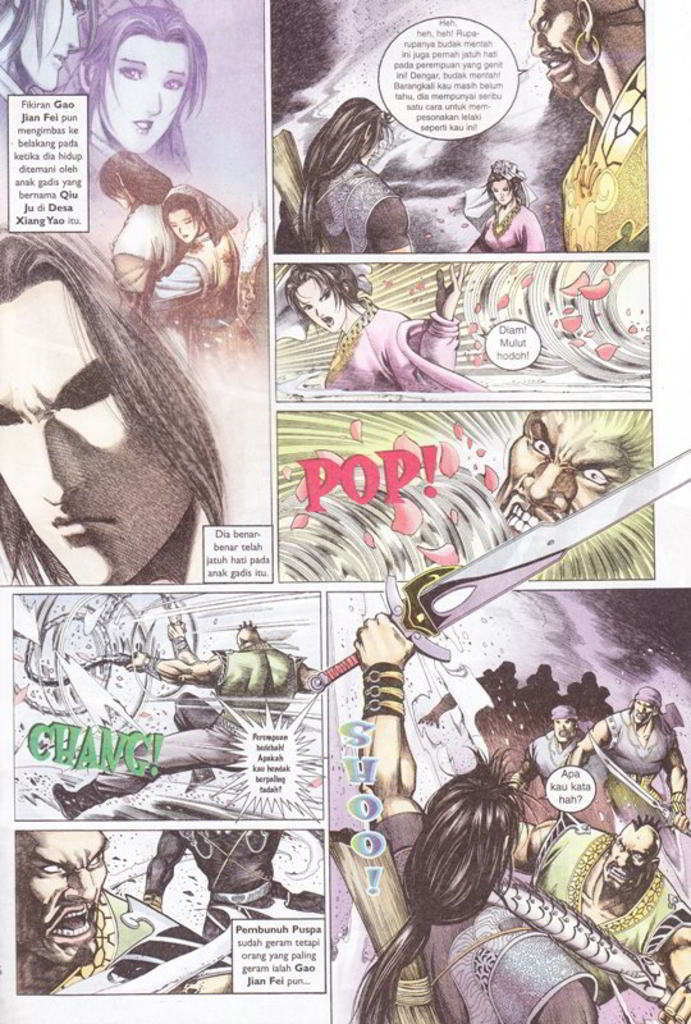 Fikiran Gao
Jian Fei pun
mengimbas ke
belakang pada
ketika dia hidup
ditemani oleh
anak gadis yang
bernama Qiu
Ju di Desa
Xiang Yao itu.
Dia benar-
benar telah
jatuh hati pada
anak gadis itu.
Heh,
heh, heh! Rupa-
rupanya budak mentah
ini juga pernah jatuh hati
pada perempuan yang genit
ini! Dengar, budak mentah!
Barangkali kau masih belum
tahu, dia mempunyai seribu
satu cara untuk mem-
pesonakan lelaki
seperti kau ini!
Diam!
Mulut
hodoh!
POP!
CHANG!
Perempuan
bedebah!
Apakah
kau hendak
berpaling
tadah?!
Pembunuh Puspa
sudah geram tetapi
orang yang paling
geram ialah Gao
Jian Fei pun...
SHOOO!
Apa
kau kata
hah?